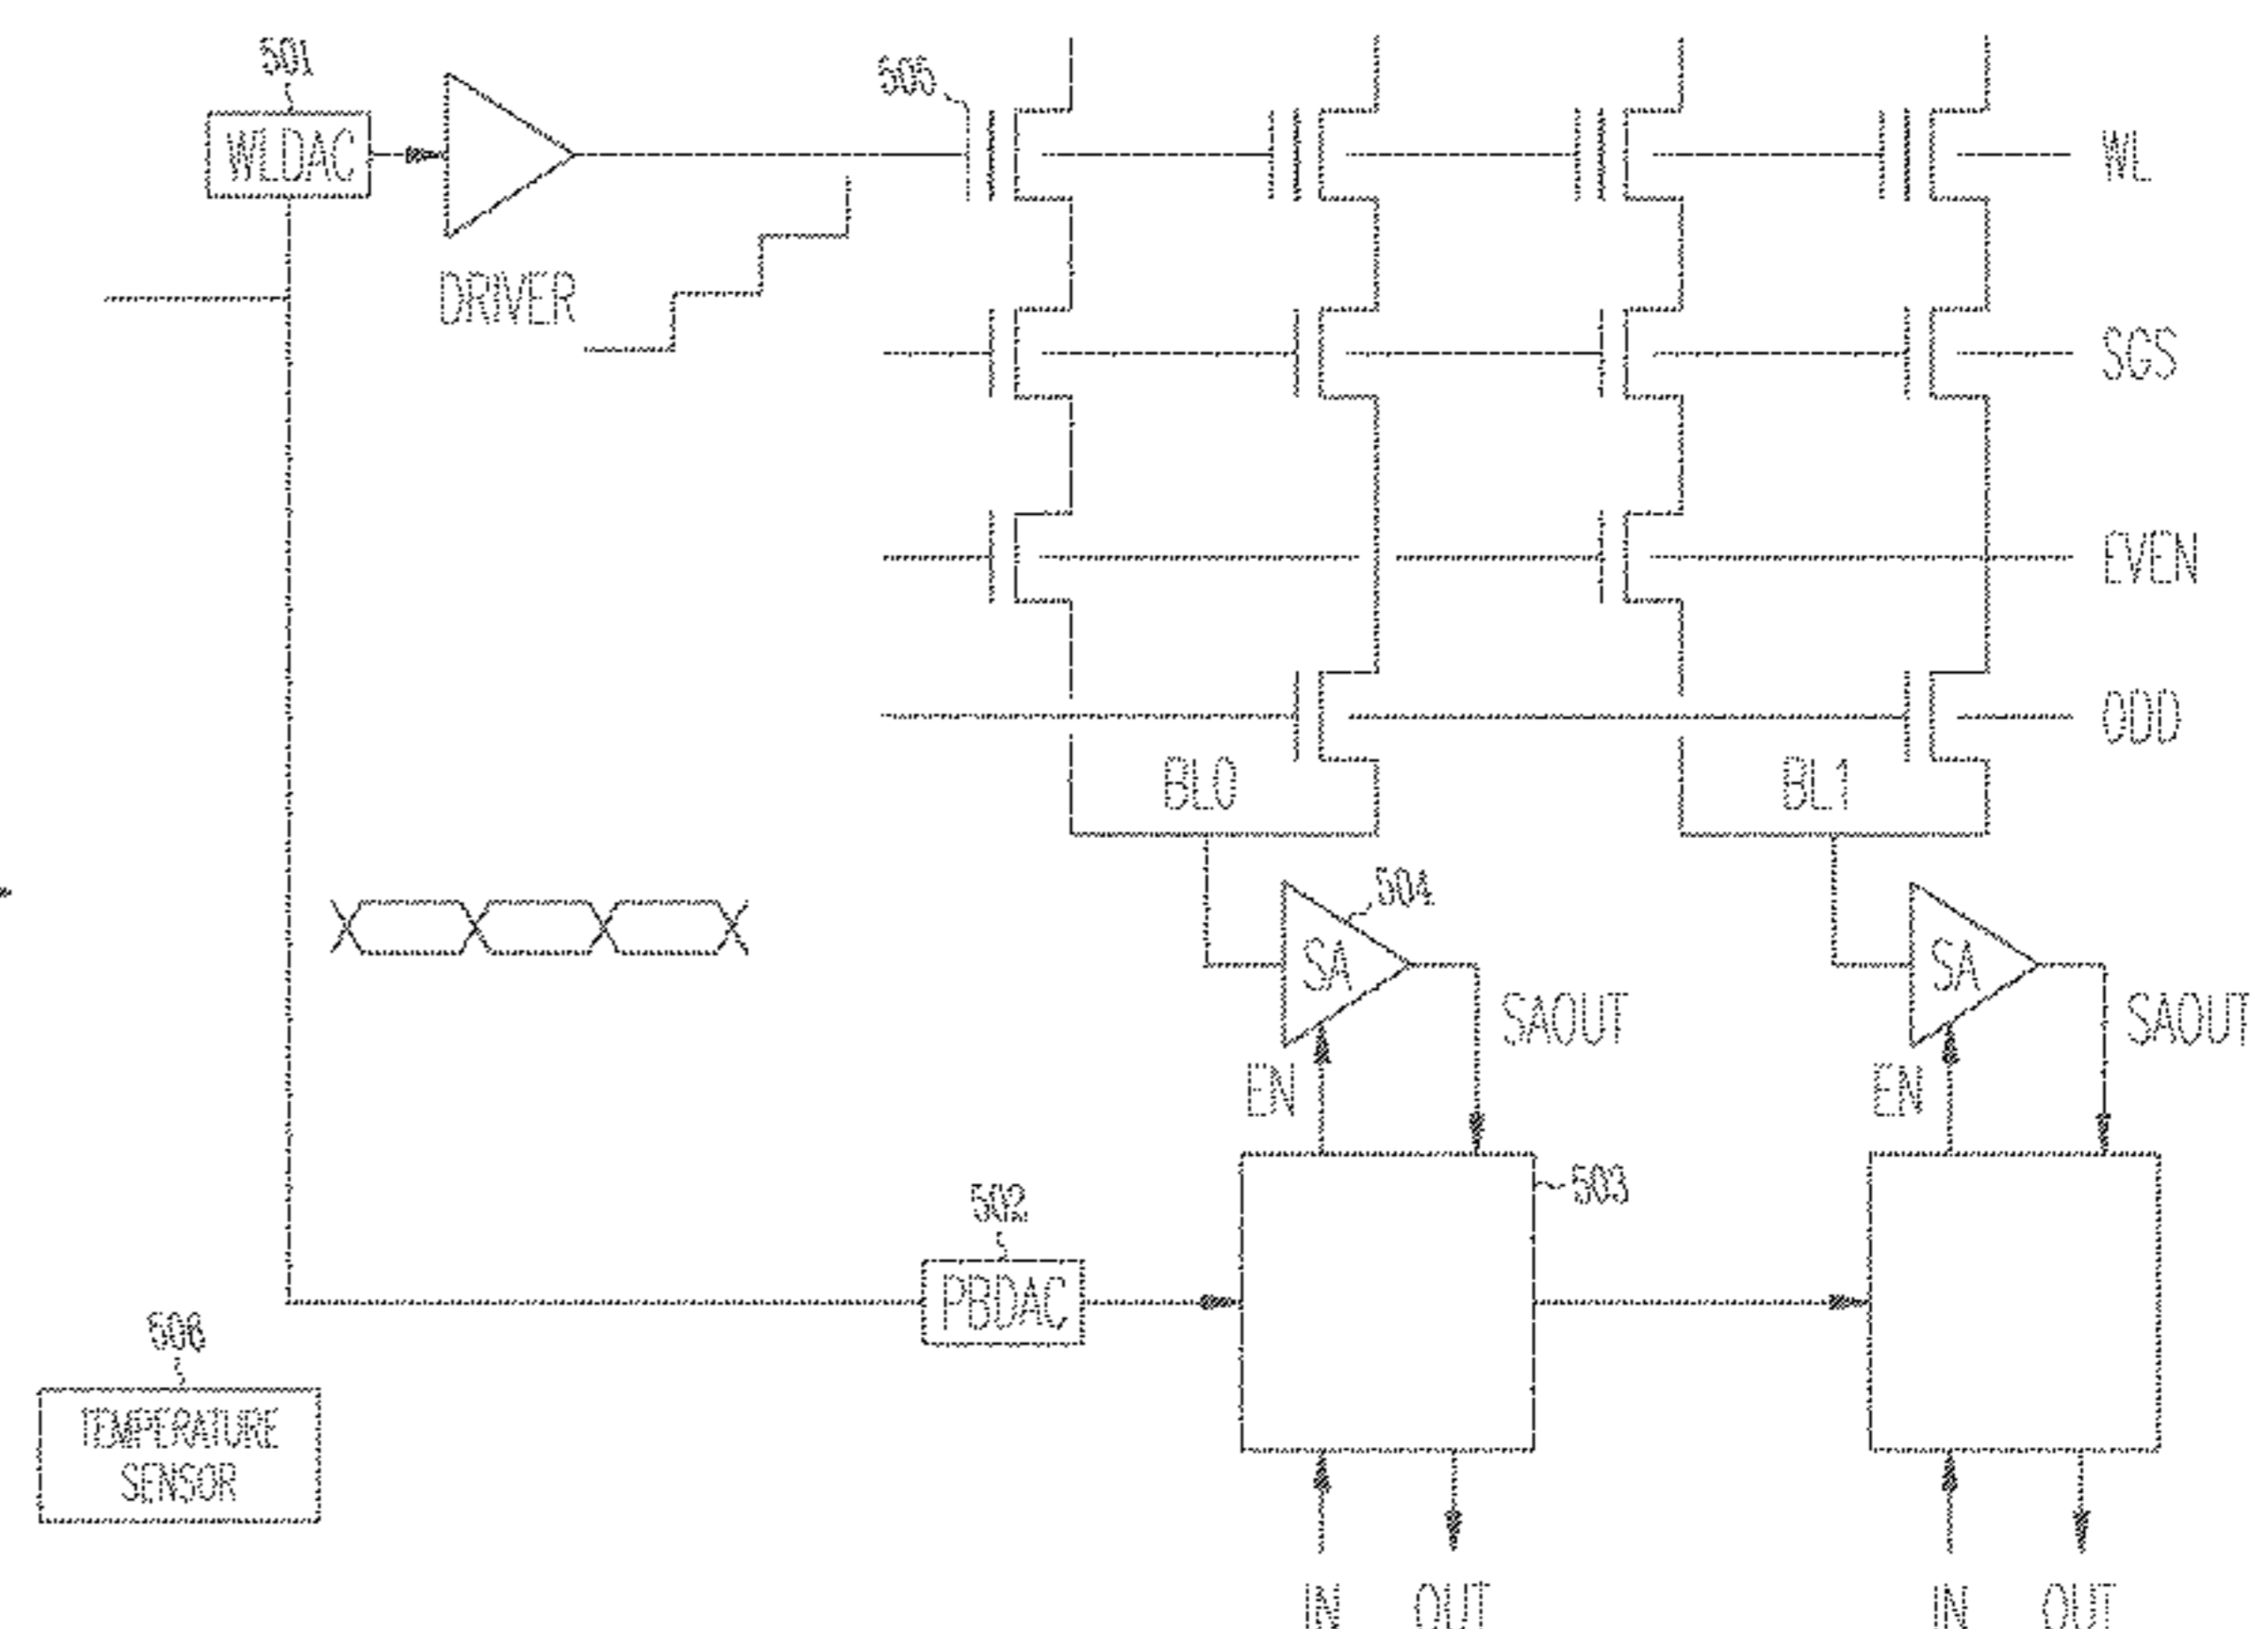 501
505
WLDAC
WL
DRIVER
SGS
EVEN
ODD
BL0
BL1
504
SA
SA
SAOUT
SAOUT
EN
EN
503
502
PBDAC
TEMPERATURE
SENSOR
IN
OUT
IN
OUT